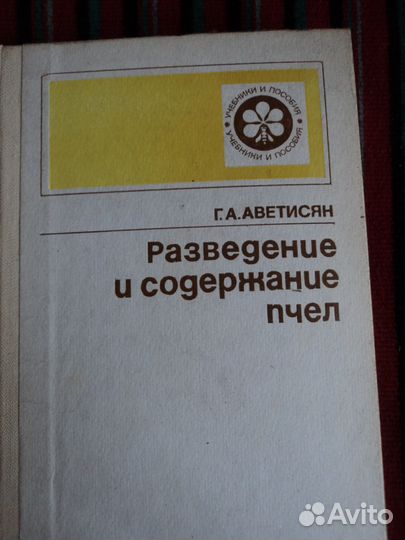 УЧЕБНИКИ И ПОСОБИЯ
УЧЕБНИКИ И ПОСОБИЯ
Г. А. АВЕТИСЯН
Разведение
и содержание
пчел
Avito